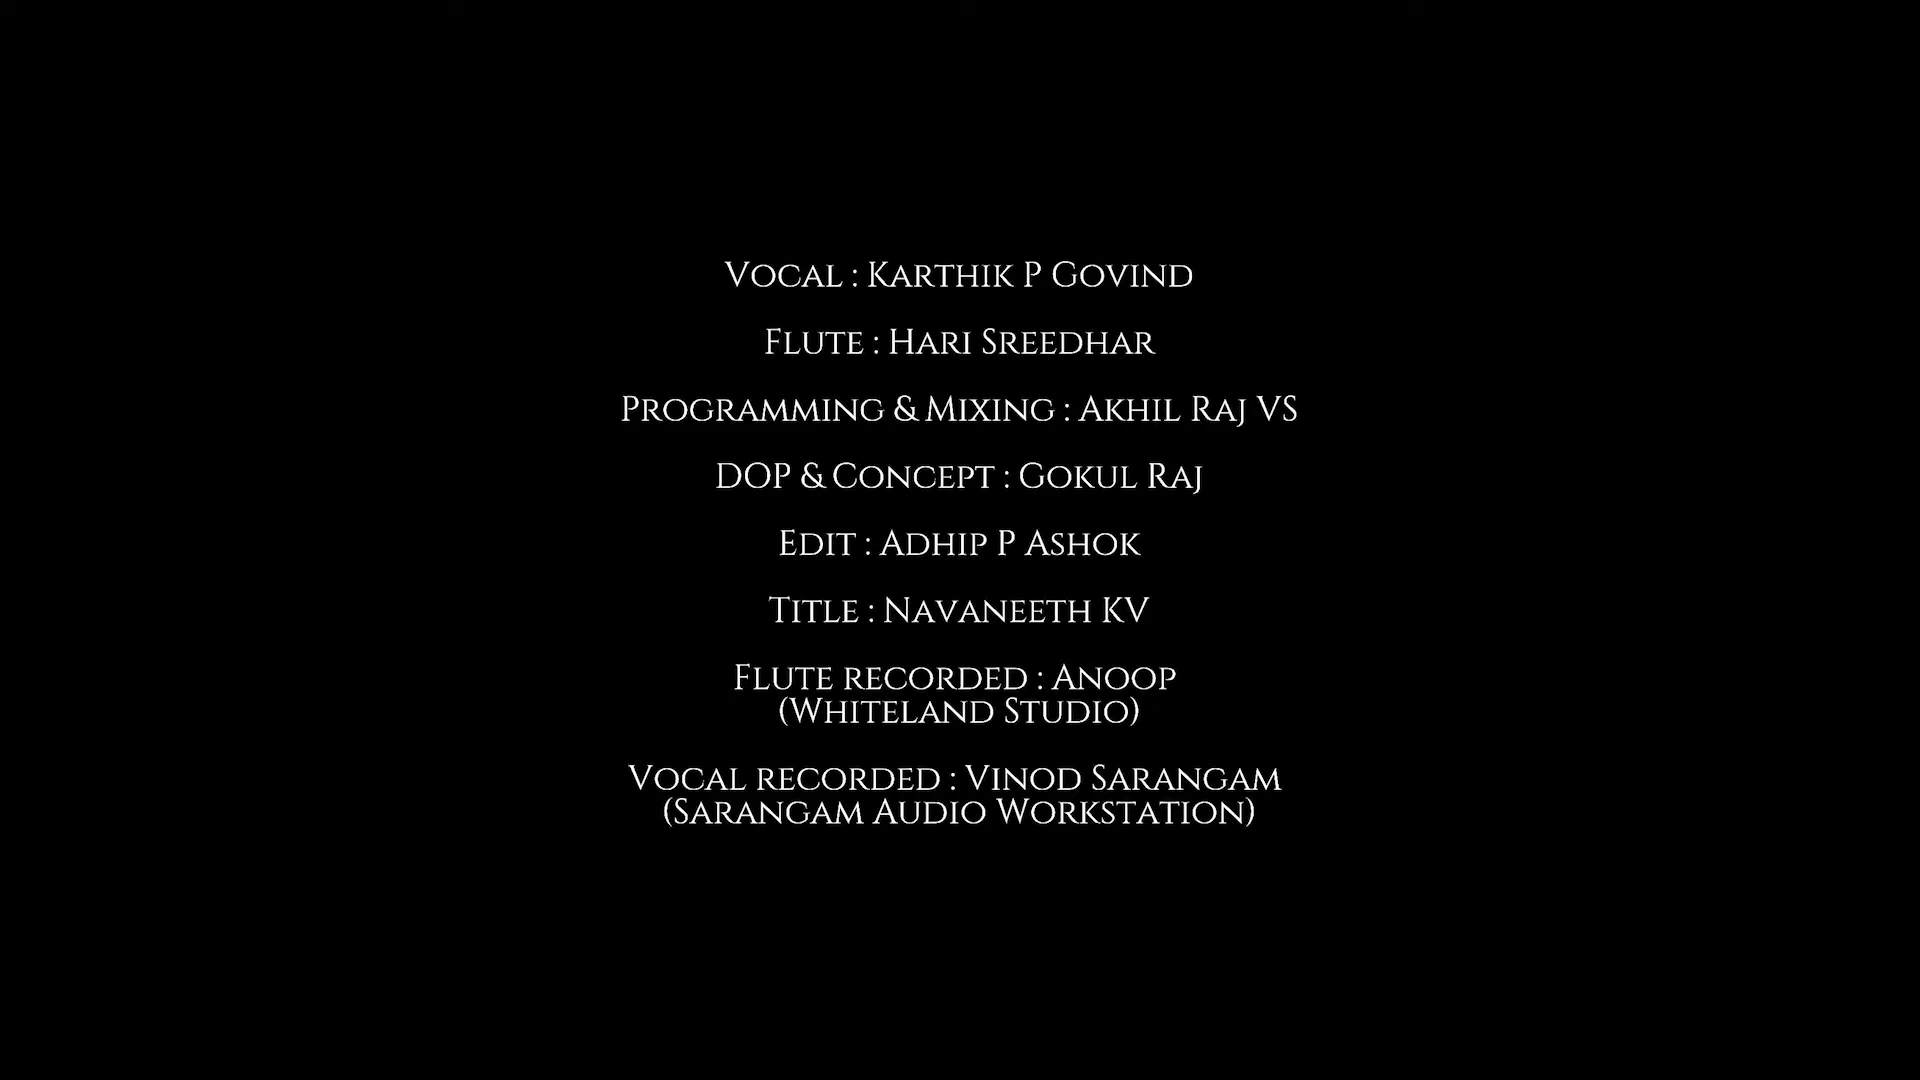 Vocal : Karthik P Govind
Flute : Hari Sreedhar
Programming & Mixing : Akhil Raj VS
DOP & Concept : Gokul Raj
Edit : Adhip P Ashok
Title : Navaneeth KV
Flute recorded : Anoop
(Whiteland Studio)
Vocal recorded : Vinod Sarangam
(Sarangam Audio Workstation)